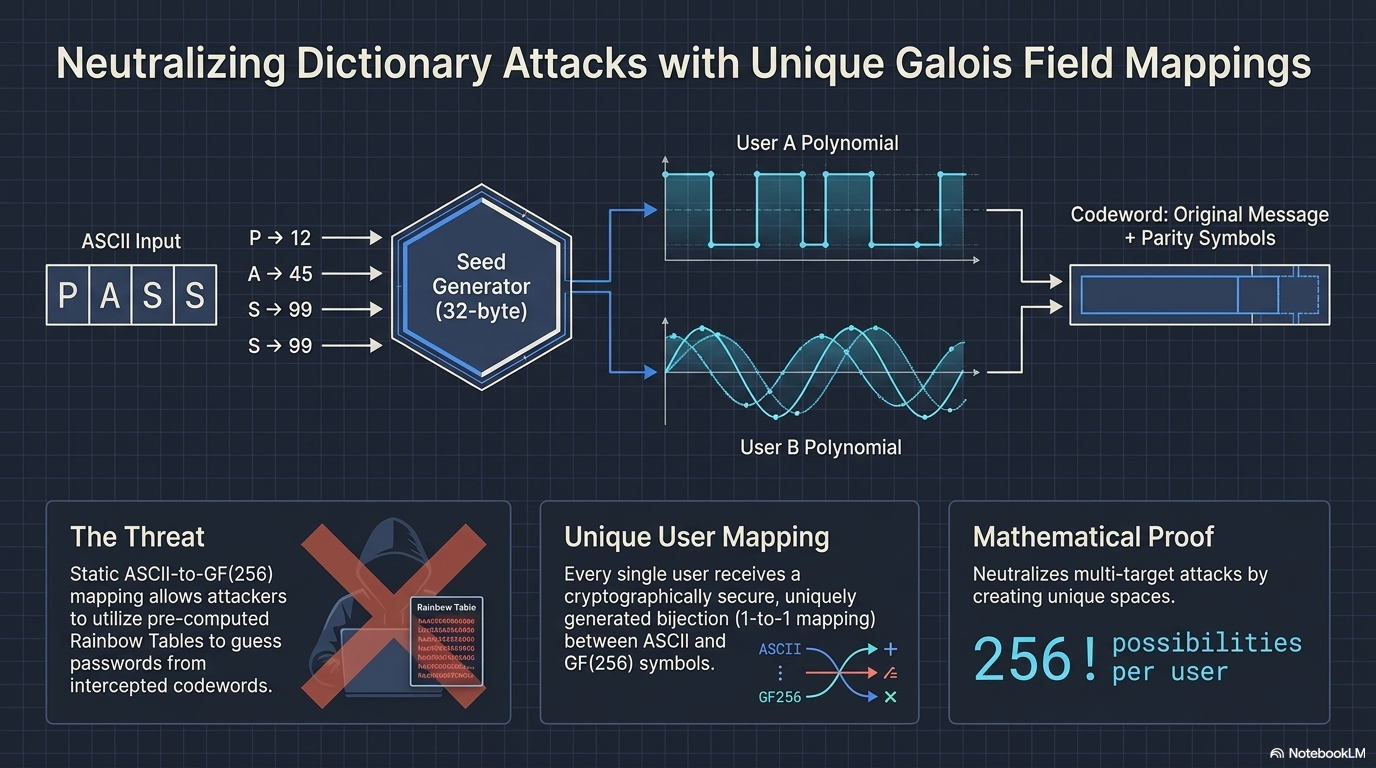 Neutralizing Dictionary Attacks with Unique Galois Field Mappings
ASCII Input
P A S S
P → 12
A → 45
S → 99
S → 99
Seed
Generator
(32-byte)
User A Polynomial
User B Polynomial
Codeword: Original Message
+ Parity Symbols
The Threat
Static ASCII-to-GF(256)
mapping allows attackers
to utilize pre-computed
Rainbow Tables to guess
passwords from
intercepted codewords.
Rainbew Table
Unique User Mapping
Every single user receives a
cryptographically secure, uniquely
generated bijection (1-to-1 mapping)
between ASCII and
GF(256) symbols.
ASCII
⋮
GF256
Mathematical Proof
Neutralizes multi-target attacks by
creating unique spaces.
256! possibilities
per user
NotebookLM